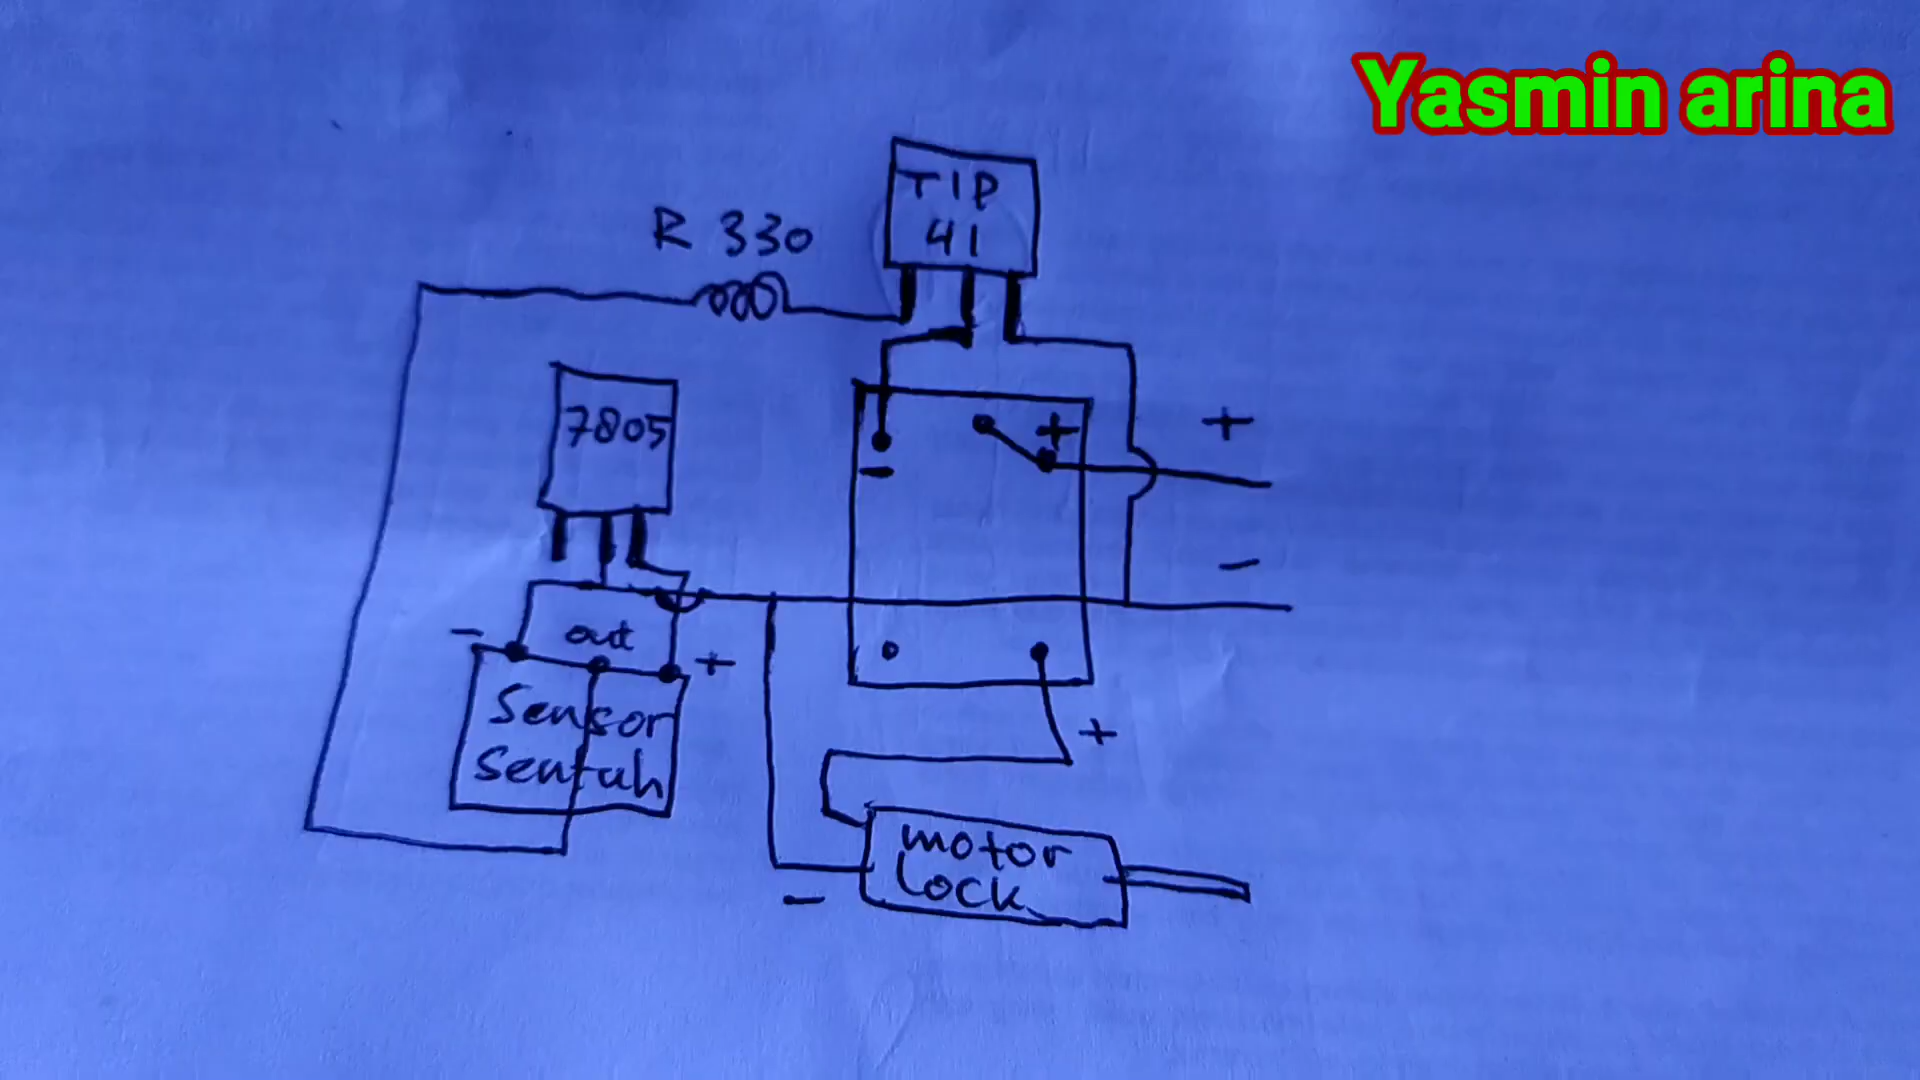 Yasmin arina
TIP
41
R 330
7805
+
-
+
-
- out +
Sensor
Sentuh
+
motor
Lock
-